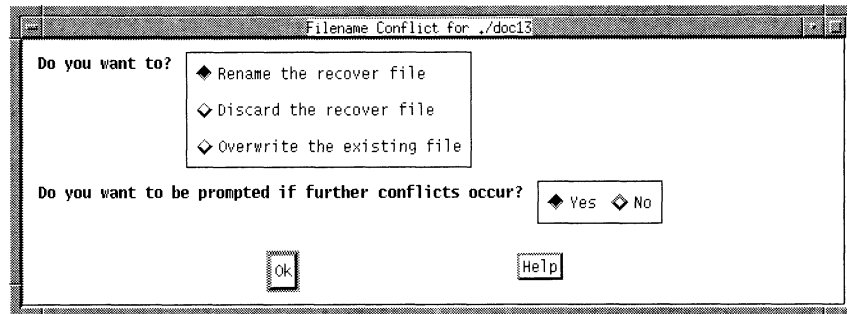 Filename Conflict for ./doc13
Do you want to?
Rename the recover file
Discard the recover file
Overwrite the existing file
Do you want to be prompted if further conflicts occur? Yes No
Ok Help